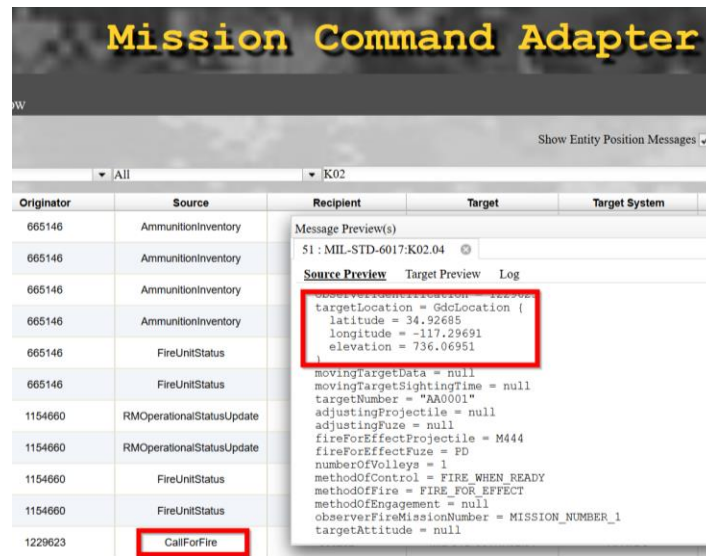 Mission Command Adapter
ow
Show Entity Position Messages
All K02
Originator Source Recipient Target Target System
665146 AmmunitionInventory
665146 AmmunitionInventory
665146 AmmunitionInventory
665146 AmmunitionInventory
665146 FireUnitStatus
665146 FireUnitStatus
1154660 RMOperationalStatusUpdate
1154660 RMOperationalStatusUpdate
1154660 FireUnitStatus
1154660 FireUnitStatus
1229623 CallForFire
Message Preview(s)
51 : MIL-STD-6017:K02.04
Source Preview Target Preview Log
observerIdentification = 1229623
targetLocation = GdcLocation {
latitude = 34.92685
longitude = -117.29691
elevation = 736.06951
}
movingTargetData = null
movingTargetSightingTime = null
targetNumber = "AA0001"
adjustingProjectile = null
adjustingFuze = null
fireForEffectProjectile = M444
fireForEffectFuze = PD
numberOfVolleys = 1
methodOfControl = FIRE_WHEN_READY
methodOfFire = FIRE_FOR_EFFECT
methodOfEngagement = null
observerFireMissionNumber = MISSION_NUMBER_1
targetAttitude = null